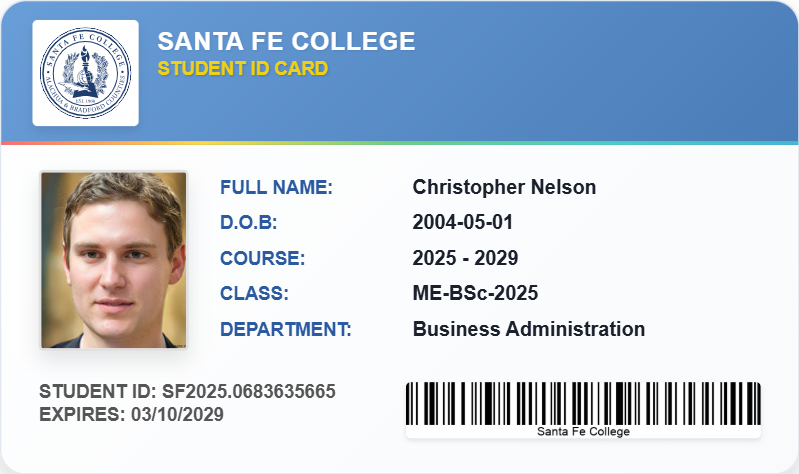 SANTA FE COLLEGE
STUDENT ID CARD
SANTA FE COLLEGE
ALACHUA & BRADFORD COUNTIES
EST. 1966
FULL NAME: Christopher Nelson
D.O.B: 2004-05-01
COURSE: 2025 - 2029
CLASS: ME-BSc-2025
DEPARTMENT: Business Administration
STUDENT ID: SF2025.0683635665
EXPIRES: 03/10/2029
Santa Fe College